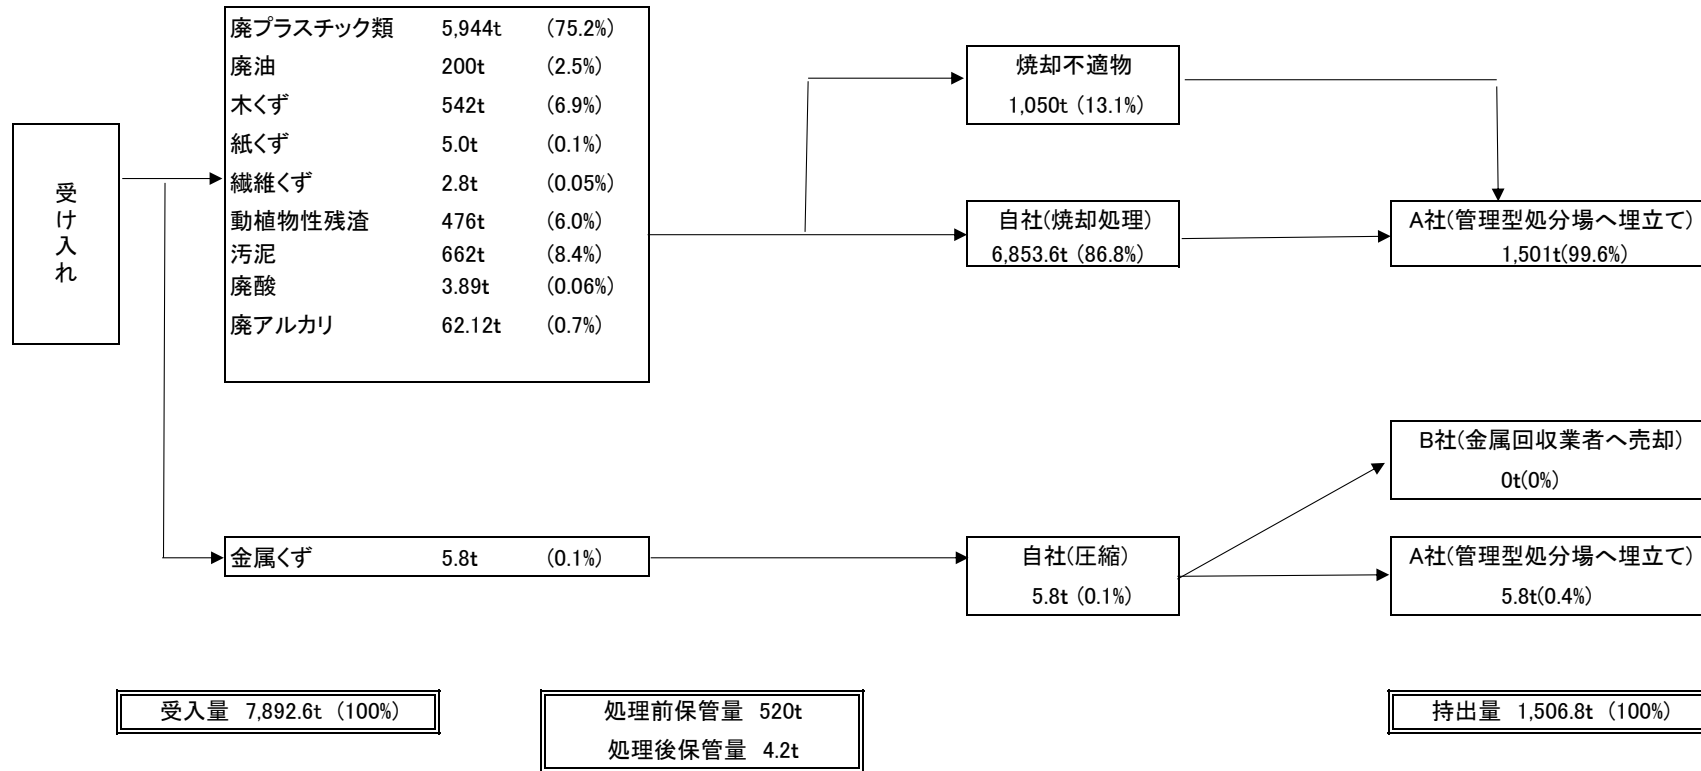 受け入れ
廃プラスチック類 5,944t (75.2%)
廃油 200t (2.5%)
木くず 542t (6.9%)
紙くず 5.0t (0.1%)
繊維くず 2.8t (0.05%)
動植物性残渣 476t (6.0%)
汚泥 662t (8.4%)
廃酸 3.89t (0.06%)
廃アルカリ 62.12t (0.7%)
焼却不適物
1,050t (13.1%)
自社(焼却処理)
6,853.6t (86.8%)
A社(管理型処分場へ埋立て)
1,501t(99.6%)
金属くず 5.8t (0.1%)
自社(圧縮)
5.8t (0.1%)
B社(金属回収業者へ売却)
0t(0%)
A社(管理型処分場へ埋立て)
5.8t(0.4%)
受入量 7,892.6t (100%)
処理前保管量 520t
処理後保管量 4.2t
持出量 1,506.8t (100%)